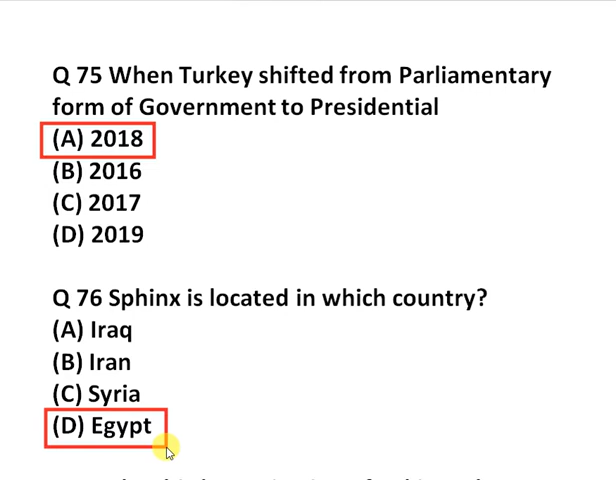 Q 75 When Turkey shifted from Parliamentary
form of Government to Presidential
(A) 2018
(B) 2016
(C) 2017
(D) 2019
Q 76 Sphinx is located in which country?
(A) Iraq
(B) Iran
(C) Syria
(D) Egypt